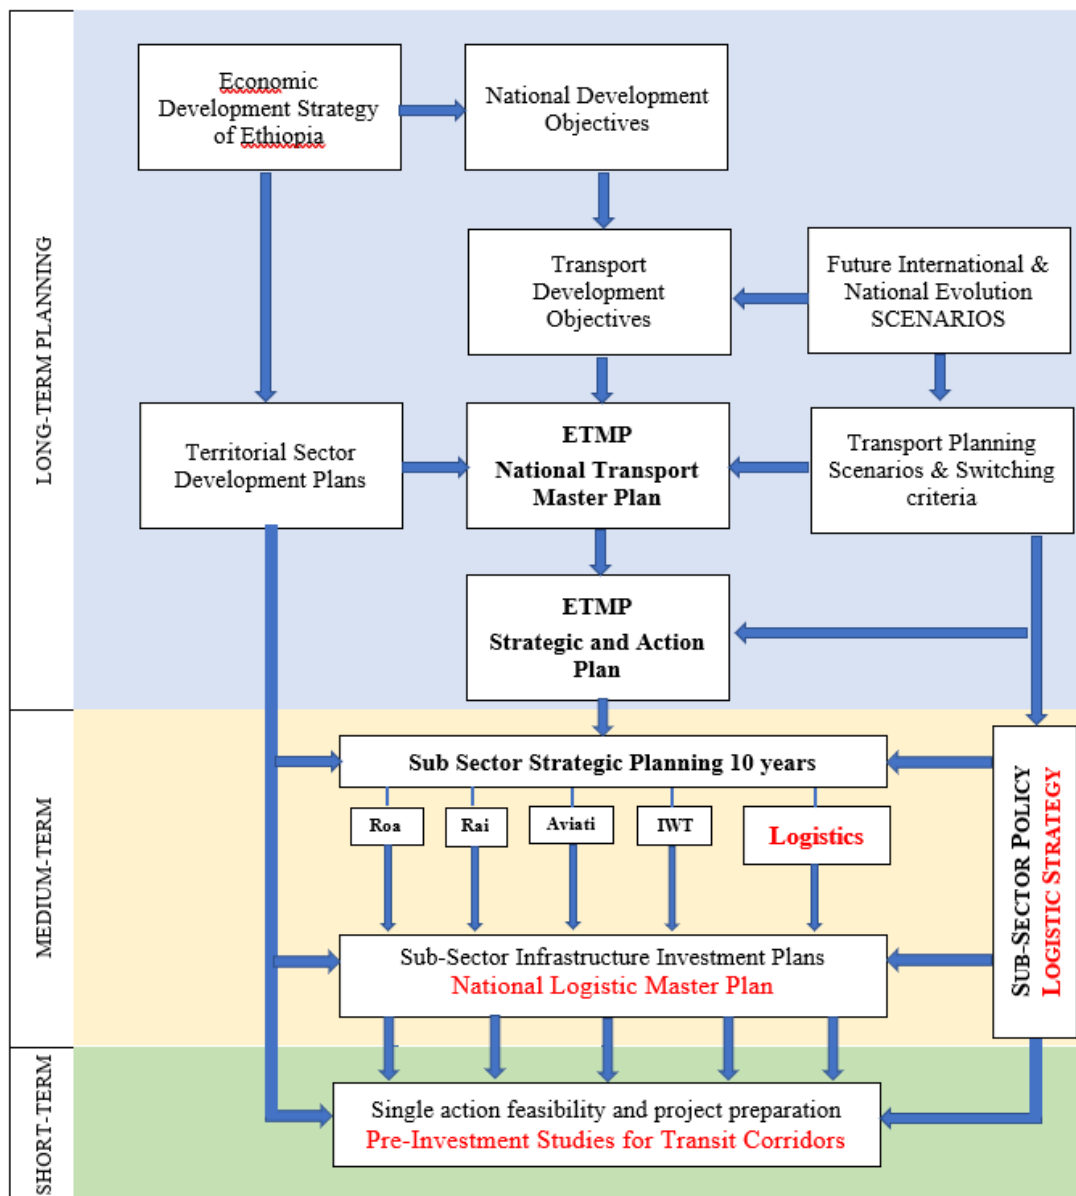 Economic
Development Strategy
of Ethiopia
National Development
Objectives
Transport
Development
Objectives
Future International &
National Evolution
SCENARIOS
LONG-TERM PLANNING
Territorial Sector
Development Plans
ETMP
National Transport
Master Plan
Transport Planning
Scenarios & Switching
criteria
ETMP
Strategic and Action
Plan
MEDIUM-TERM
Sub Sector Strategic Planning 10 years
Roa
Rai
Aviati
IWT
Logistics
SUB-SECTOR POLICY
LOGISTIC STRATEGY
Sub-Sector Infrastructure Investment Plans
National Logistic Master Plan
SHORT-TERM
Single action feasibility and project preparation
Pre-Investment Studies for Transit Corridors